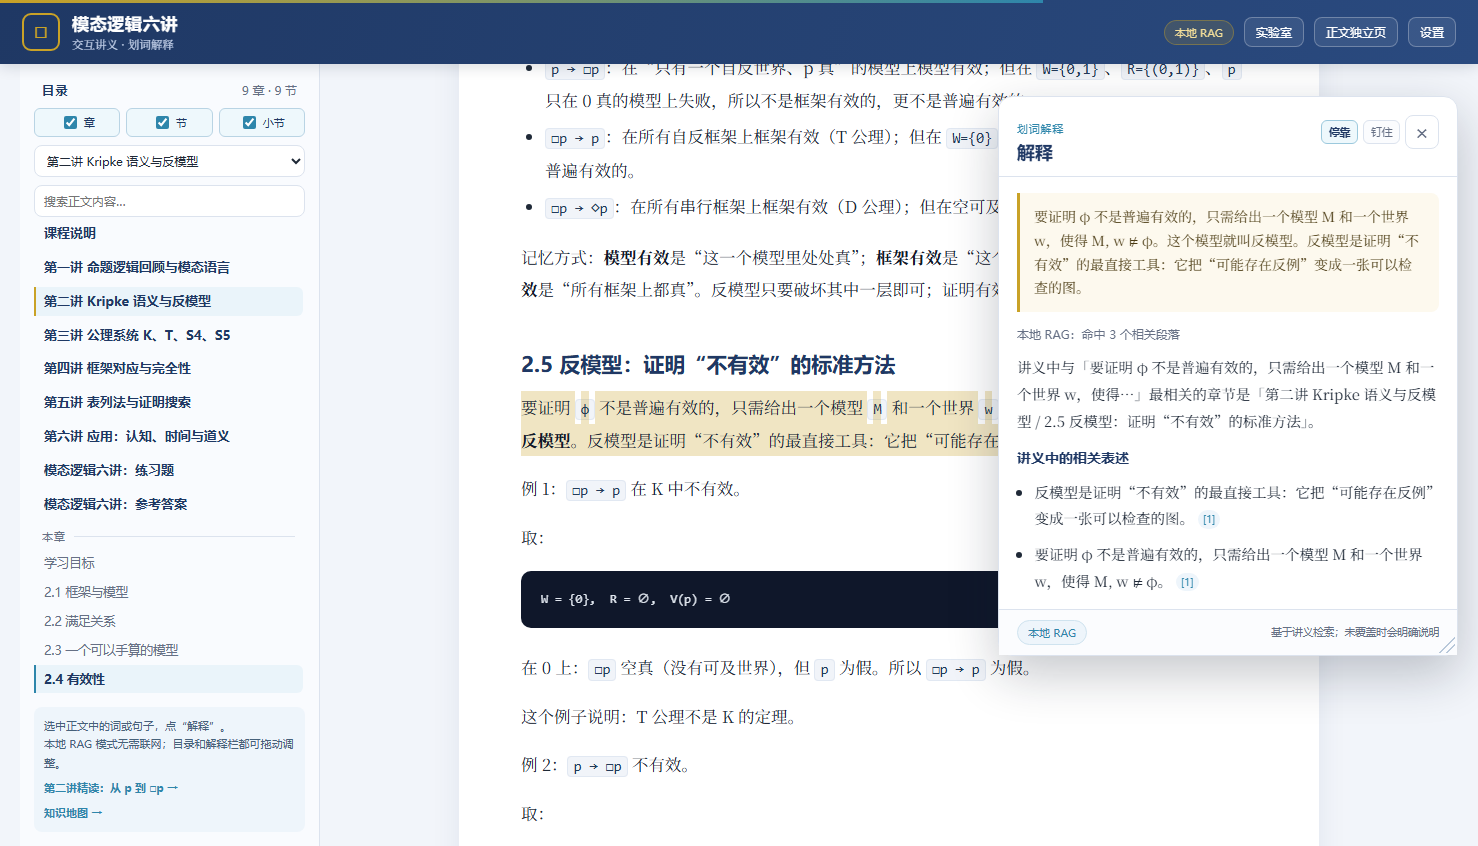 模态逻辑六讲
交互讲义 · 划词解释
本地 RAG
实验室
正文独立页
设置
目录
9 章 · 9 节
章
节
小节
第二讲 Kripke 语义与反模型
搜索正文内容...
课程说明
第一讲 命题逻辑回顾与模态语言
第二讲 Kripke 语义与反模型
第三讲 公理系统 K、T、S4、S5
第四讲 框架对应与完全性
第五讲 表列法与证明搜索
第六讲 应用：认知、时间与道义
模态逻辑六讲：练习题
模态逻辑六讲：参考答案
本章
学习目标
2.1 框架与模型
2.2 满足关系
2.3 一个可以手算的模型
2.4 有效性
选中正文中的词或句子，点“解释”。
本地 RAG 模式无需联网；目录和解释栏都可拖动调
整。
第二讲精读：从 p 到 □p →
知识地图 →
p → □p：在“只有一个自反世界、p 真”的模型上模型有效；但在 W={0,1}、R={(0,1)}、p
只在 0 真的模型上失败，所以不是框架有效的，更不是普遍有效的
□p → p：在所有自反框架上框架有效（T 公理）；但在 W={0}
普遍有效的。
□p → ◇p：在所有串行框架上框架有效（D 公理）；但在空可及
记忆方式：模型有效是“这一个模型里处处真”；框架有效是“这个
效是“所有框架上都真”。反模型只要破坏其中一层即可；证明有效
2.5 反模型：证明“不有效”的标准方法
要证明 φ 不是普遍有效的，只需给出一个模型 M 和一个世界 w
反模型。反模型是证明“不有效”的最直接工具：它把“可能存在
例 1：□p → p 在 K 中不有效。
取：
W = {0}, R = ∅, V(p) = ∅
在 0 上：□p 空真（没有可及世界），但 p 为假。所以 □p → p 为假。
这个例子说明：T 公理不是 K 的定理。
例 2：p → □p 不有效。
取：
划词解释
解释
停靠
钉住
×
要证明 φ 不是普遍有效的，只需给出一个模型 M 和一个世界
w，使得 M, w ⊭ φ。这个模型就叫反模型。反模型是证明“不
有效”的最直接工具：它把“可能存在反例”变成一张可以检
查的图。
本地 RAG：命中 3 个相关段落
讲义中与「要证明 φ 不是普遍有效的，只需给出一个模型 M 和一
个世界 w，使得…」最相关的章节是「第二讲 Kripke 语义与反模
型 / 2.5 反模型：证明“不有效”的标准方法」。
讲义中的相关表述
反模型是证明“不有效”的最直接工具：它把“可能存在反例”
变成一张可以检查的图。 [1]
要证明 φ 不是普遍有效的，只需给出一个模型 M 和一个世界
w，使得 M, w ⊭ φ。 [1]
本地 RAG
基于讲义检索；未覆盖时会明确说明